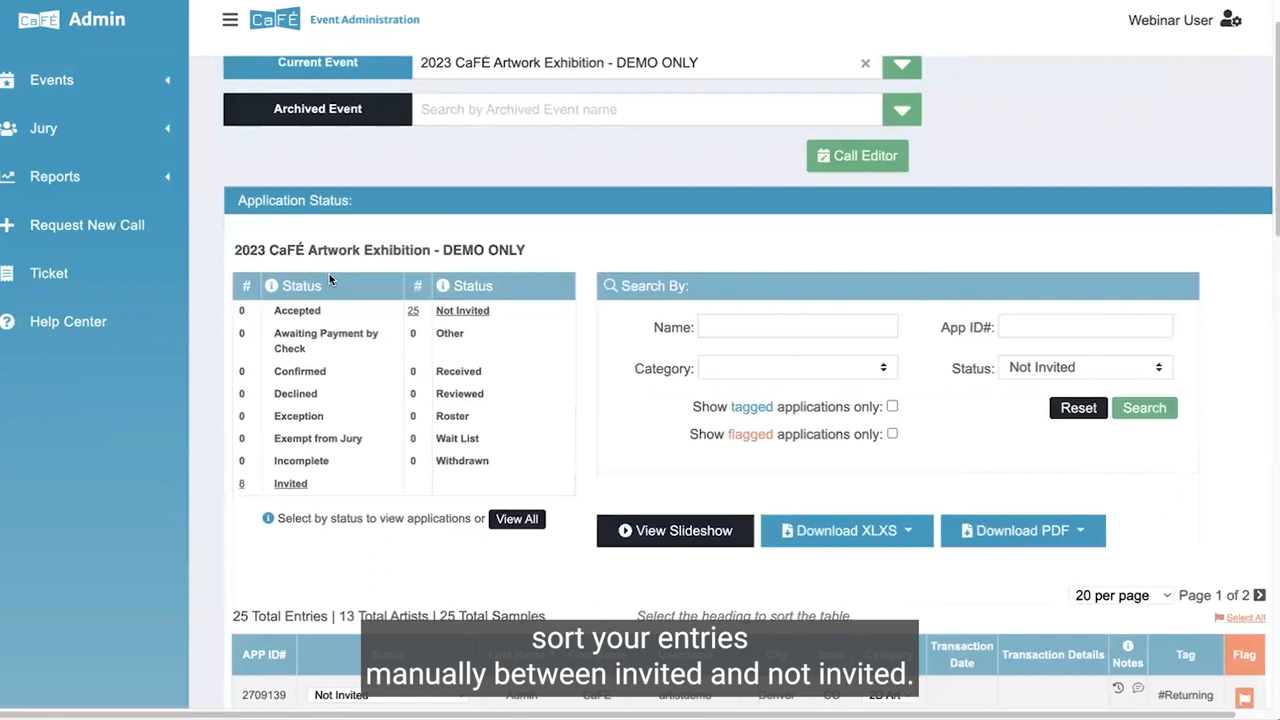 CaFÉ Admin
CaFÉ Event Administration
Webinar User
Events
Jury
Reports
Request New Call
Ticket
Help Center
Current Event 2023 CaFÉ Artwork Exhibition - DEMO ONLY ×
Archived Event Search by Archived Event name
Call Editor
Application Status:
2023 CaFÉ Artwork Exhibition - DEMO ONLY
# Status # Status
0 Accepted 25 Not Invited
0 Awaiting Payment by Check 0 Other
0 Confirmed 0 Received
0 Declined 0 Reviewed
0 Exception 0 Roster
0 Exempt from Jury 0 Wait List
0 Incomplete 0 Withdrawn
8 Invited
Select by status to view applications or View All
Search By:
Name: App ID#:
Category: Status: Not Invited
Show tagged applications only:
Show flagged applications only:
Reset Search
View Slideshow Download XLXS Download PDF
20 per page Page 1 of 2
25 Total Entries | 13 Total Artists | 25 Total Samples Select the heading to sort the table.
Select All
APP ID# Status Last Name City State Transaction Date Transaction Details Notes Tag Flag
2709139 Not Invited Admin CaFE artistdemo Denver CO 2D Art #Returning
sort your entries
manually between invited and not invited.